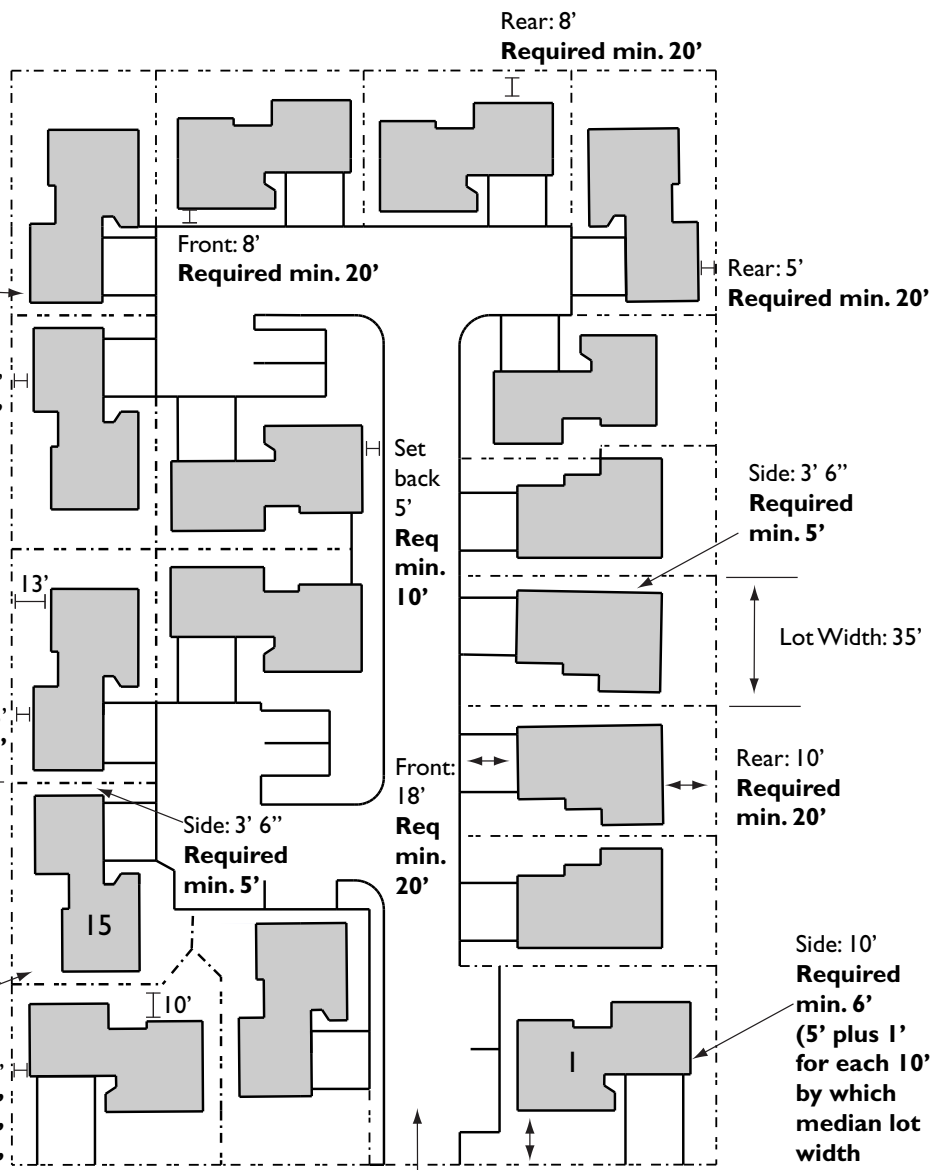 Rear: 8’
Required min. 20’
Front: 8’
Required min. 20’
Rear: 5’
Required min. 20’
Set
back
5’
Req
min.
10’
Side: 3’ 6”
Required
min. 5’
13’
Lot Width: 35’
Front:
18’
Req
min.
20’
Rear: 10’
Required
min. 20’
Side: 3’ 6”
Required
min. 5’
15
10’
1
Side: 10’
Required
min. 6’
(5’ plus 1’
for each 10’
by which
median lot
width